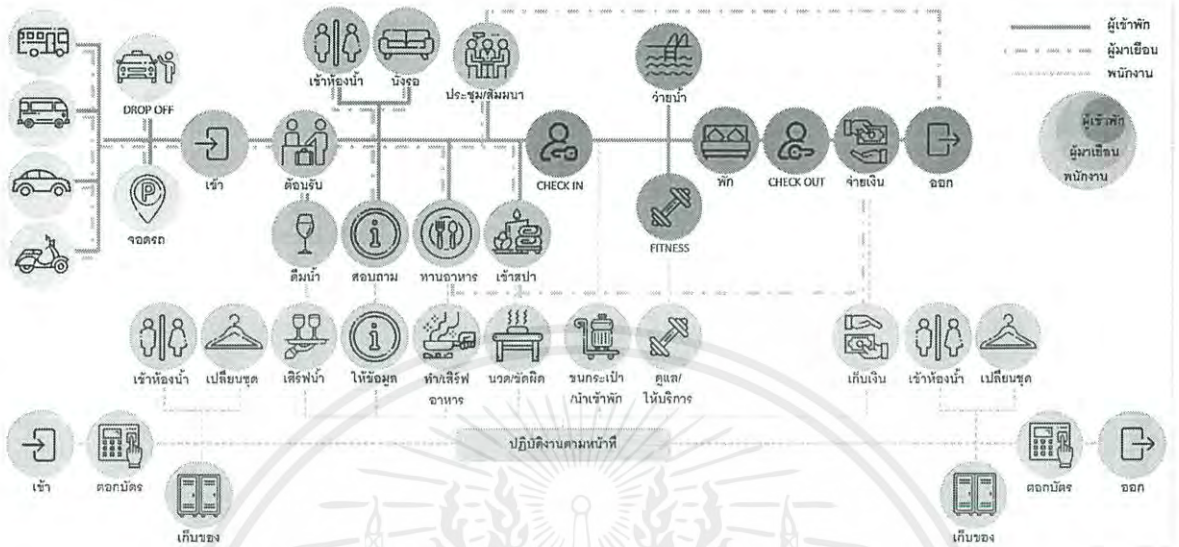 ผู้เข้าพัก
ผู้มาเยือน
พนักงาน
DROP OFF
เข้าห้องน้ำ
นั่งรอ
ประชุม/สัมมนา
ว่ายน้ำ
ผู้เข้าพัก
ผู้มาเยือน
พนักงาน
P
จอดรถ
เข้า
ต้อนรับ
CHECK IN
พัก
CHECK OUT
จ่ายเงิน
ออก
ดื่มน้ำ
i
สอบถาม
ทานอาหาร
เข้าสปา
FITNESS
เข้าห้องน้ำ
เปลี่ยนชุด
เสิร์ฟน้ำ
i
ให้ข้อมูล
ทำ/เสิร์ฟ
อาหาร
นวด/ขัดผิว
ขนกระเป๋า
/นำเข้าพัก
ดูแล/
ให้บริการ
เก็บเงิน
เข้าห้องน้ำ
เปลี่ยนชุด
เข้า
ตอกบัตร
ปฏิบัติงานตามหน้าที่
ตอกบัตร
ออก
เก็บของ
เก็บของ